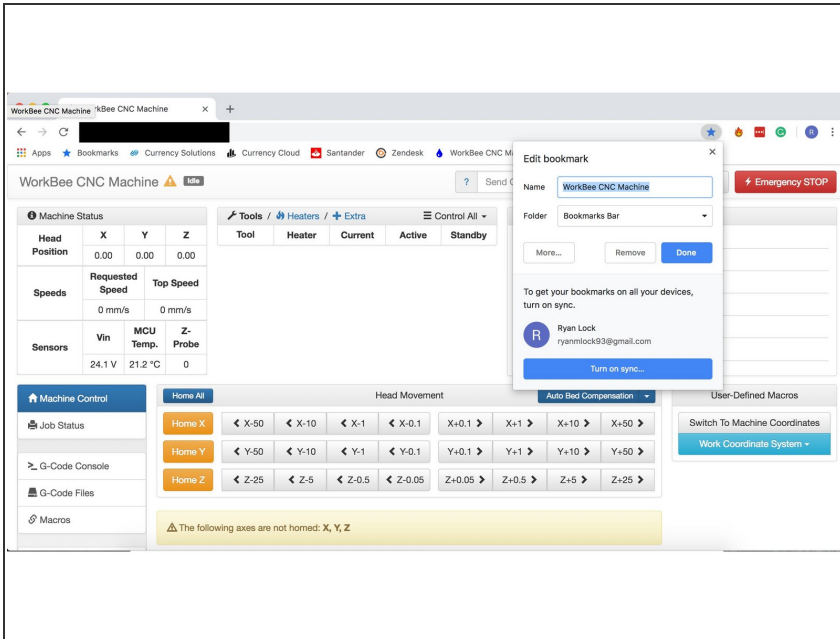 WorkBee CNC Machine
rkBee CNC Machine
Apps Bookmarks Currency Solutions Currency Cloud Santander Zendesk WorkBee CNC
R
Edit bookmark
Name WorkBee CNC Machine
Folder Bookmarks Bar
More... Remove Done
To get your bookmarks on all your devices,
turn on sync.
R
Ryan Lock
ryanmlock93@gmail.com
Turn on sync...
WorkBee CNC Machine Idle
? Send
Emergency STOP
Machine Status
Head Position X Y Z
0.00 0.00 0.00
Speeds Requested Speed Top Speed
0 mm/s 0 mm/s
Sensors Vin MCU Temp. Z-Probe
24.1 V 21.2 °C 0
Tools / Heaters / + Extra Control All
Tool Heater Current Active Standby
Machine Control
Job Status
G-Code Console
G-Code Files
Macros
Home All Head Movement Auto Bed Compensation
Home X X-50 X-10 X-1 X-0.1 X+0.1 X+1 X+10 X+50
Home Y Y-50 Y-10 Y-1 Y-0.1 Y+0.1 Y+1 Y+10 Y+50
Home Z Z-25 Z-5 Z-0.5 Z-0.05 Z+0.05 Z+0.5 Z+5 Z+25
The following axes are not homed: X, Y, Z
User-Defined Macros
Switch To Machine Coordinates
Work Coordinate System